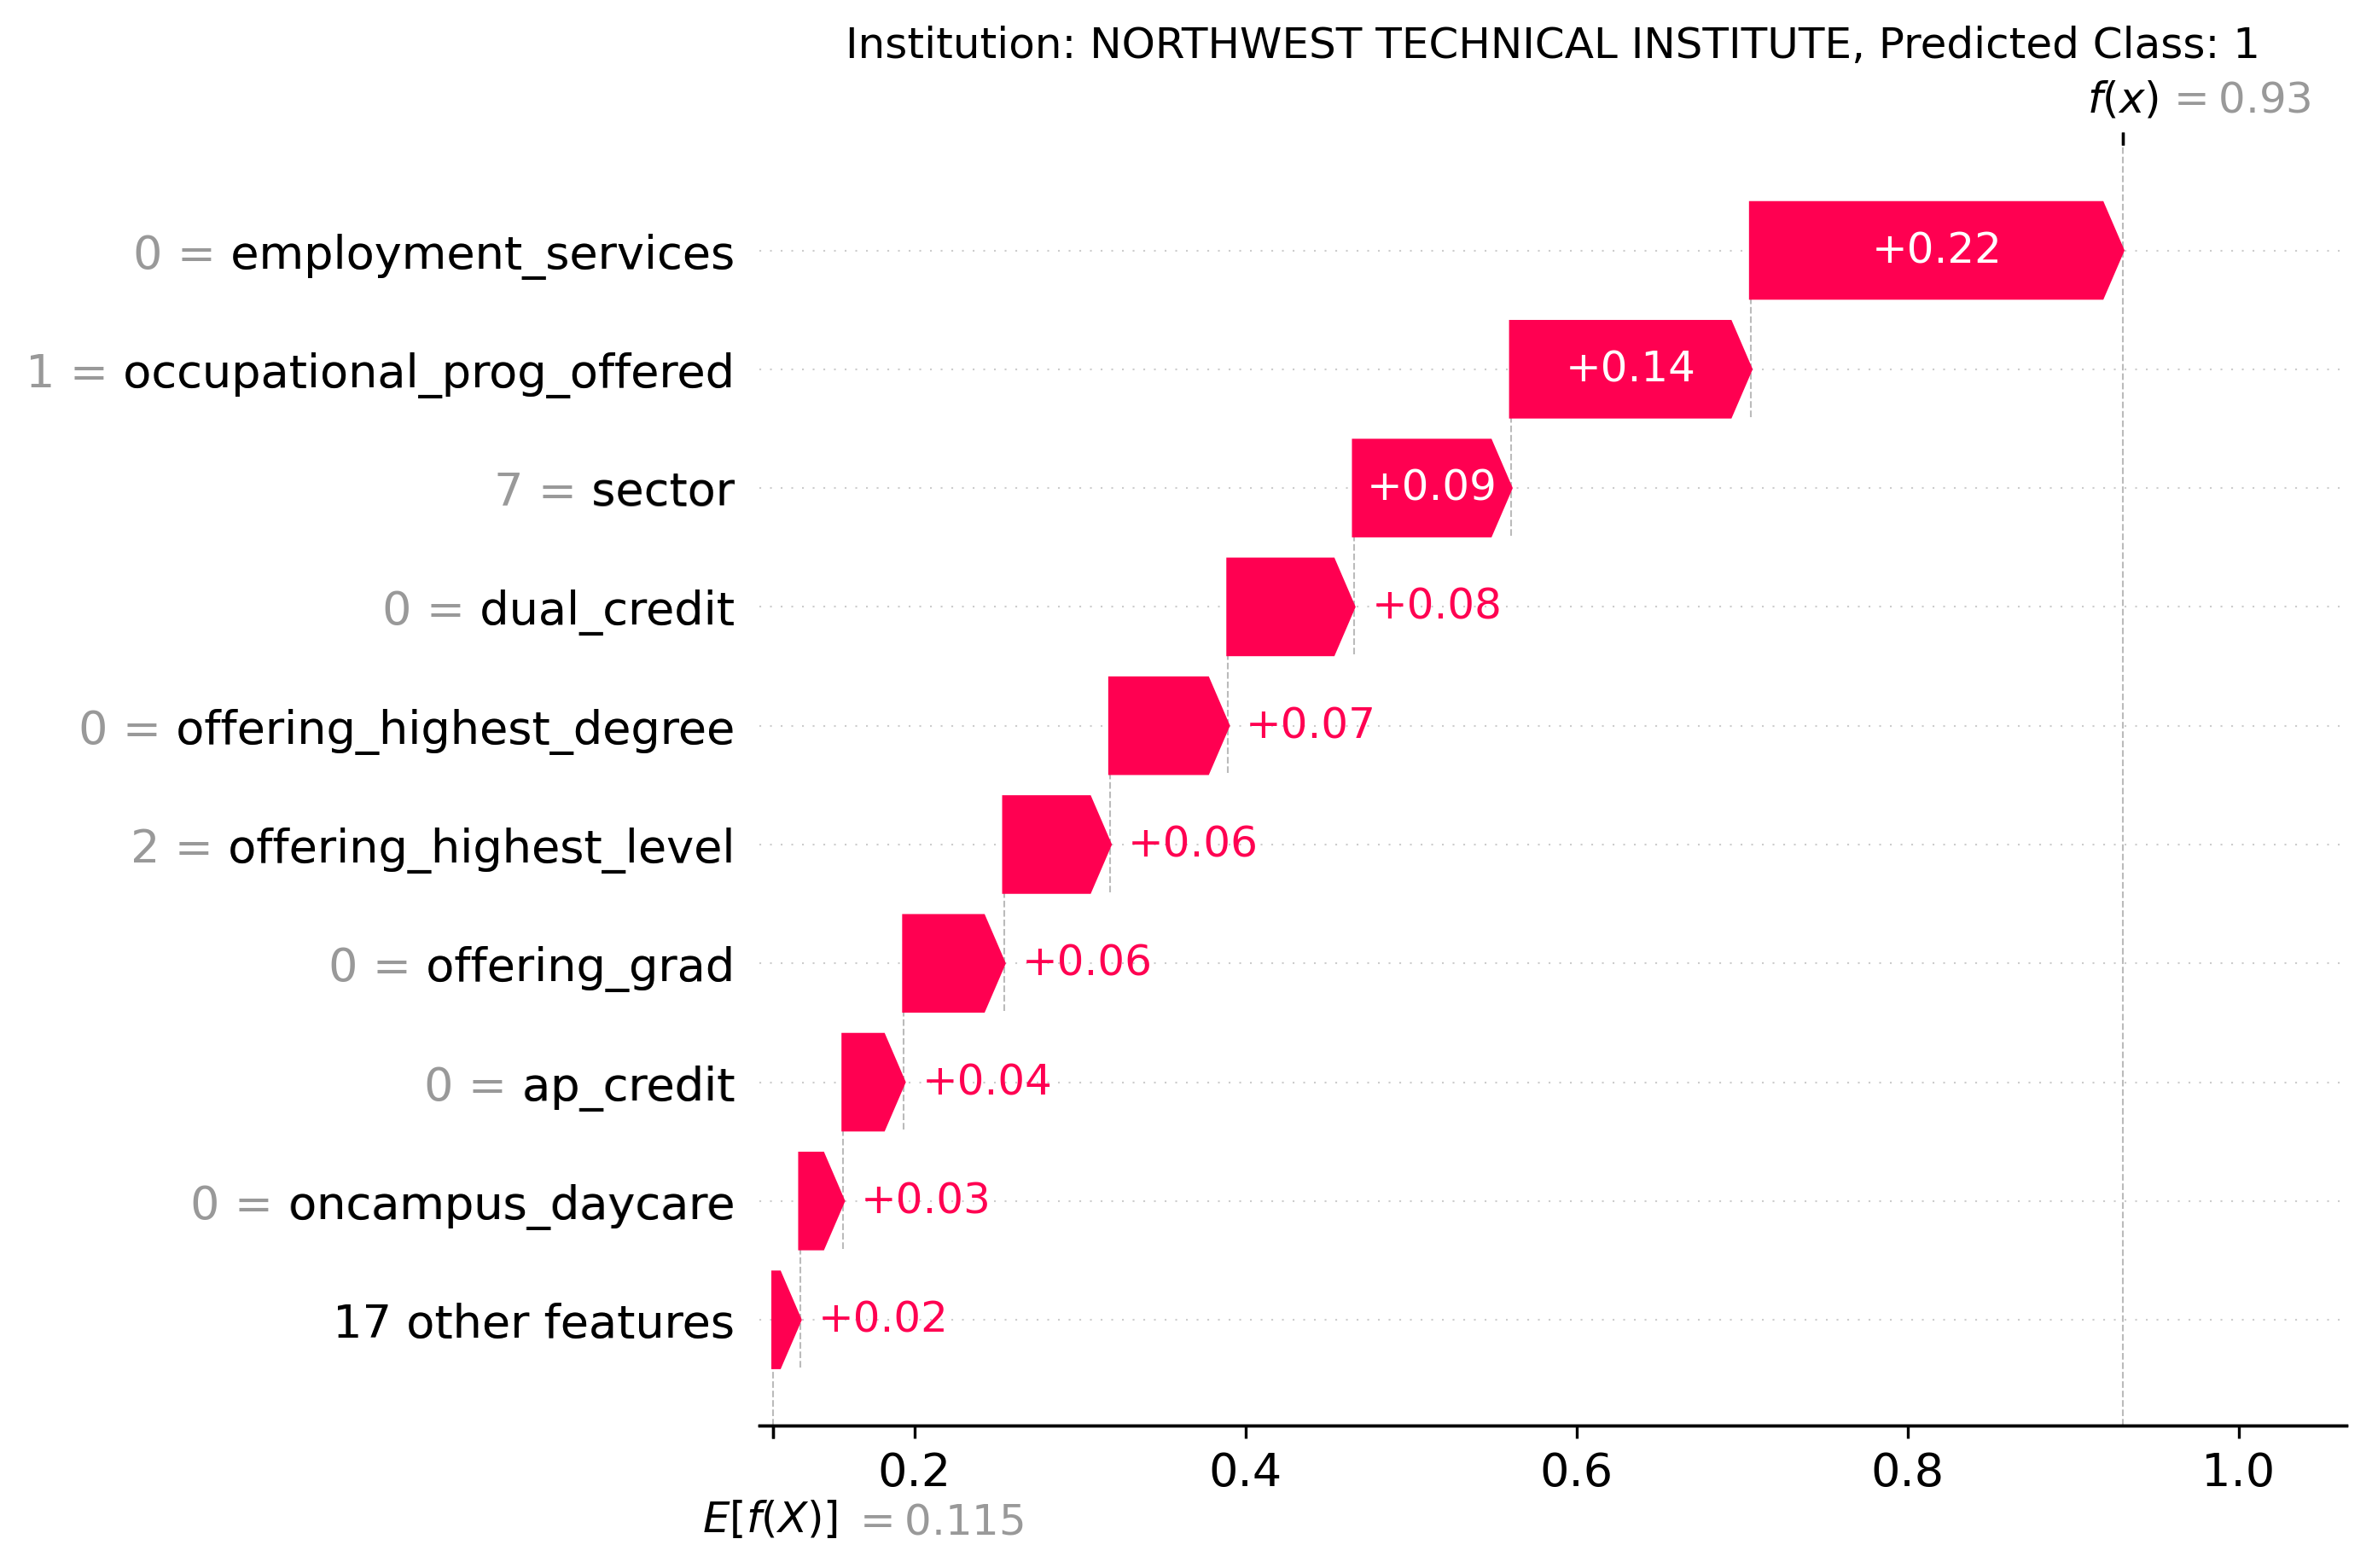 Institution: NORTHWEST TECHNICAL INSTITUTE, Predicted Class: 1
f(x) = 0.93
0 = employment_services +0.22
1 = occupational_prog_offered +0.14
7 = sector +0.09
0 = dual_credit +0.08
0 = offering_highest_degree +0.07
2 = offering_highest_level +0.06
0 = offering_grad +0.06
0 = ap_credit +0.04
0 = oncampus_daycare +0.03
17 other features +0.02
0.2 0.4 0.6 0.8 1.0
E[f(X)] = 0.115